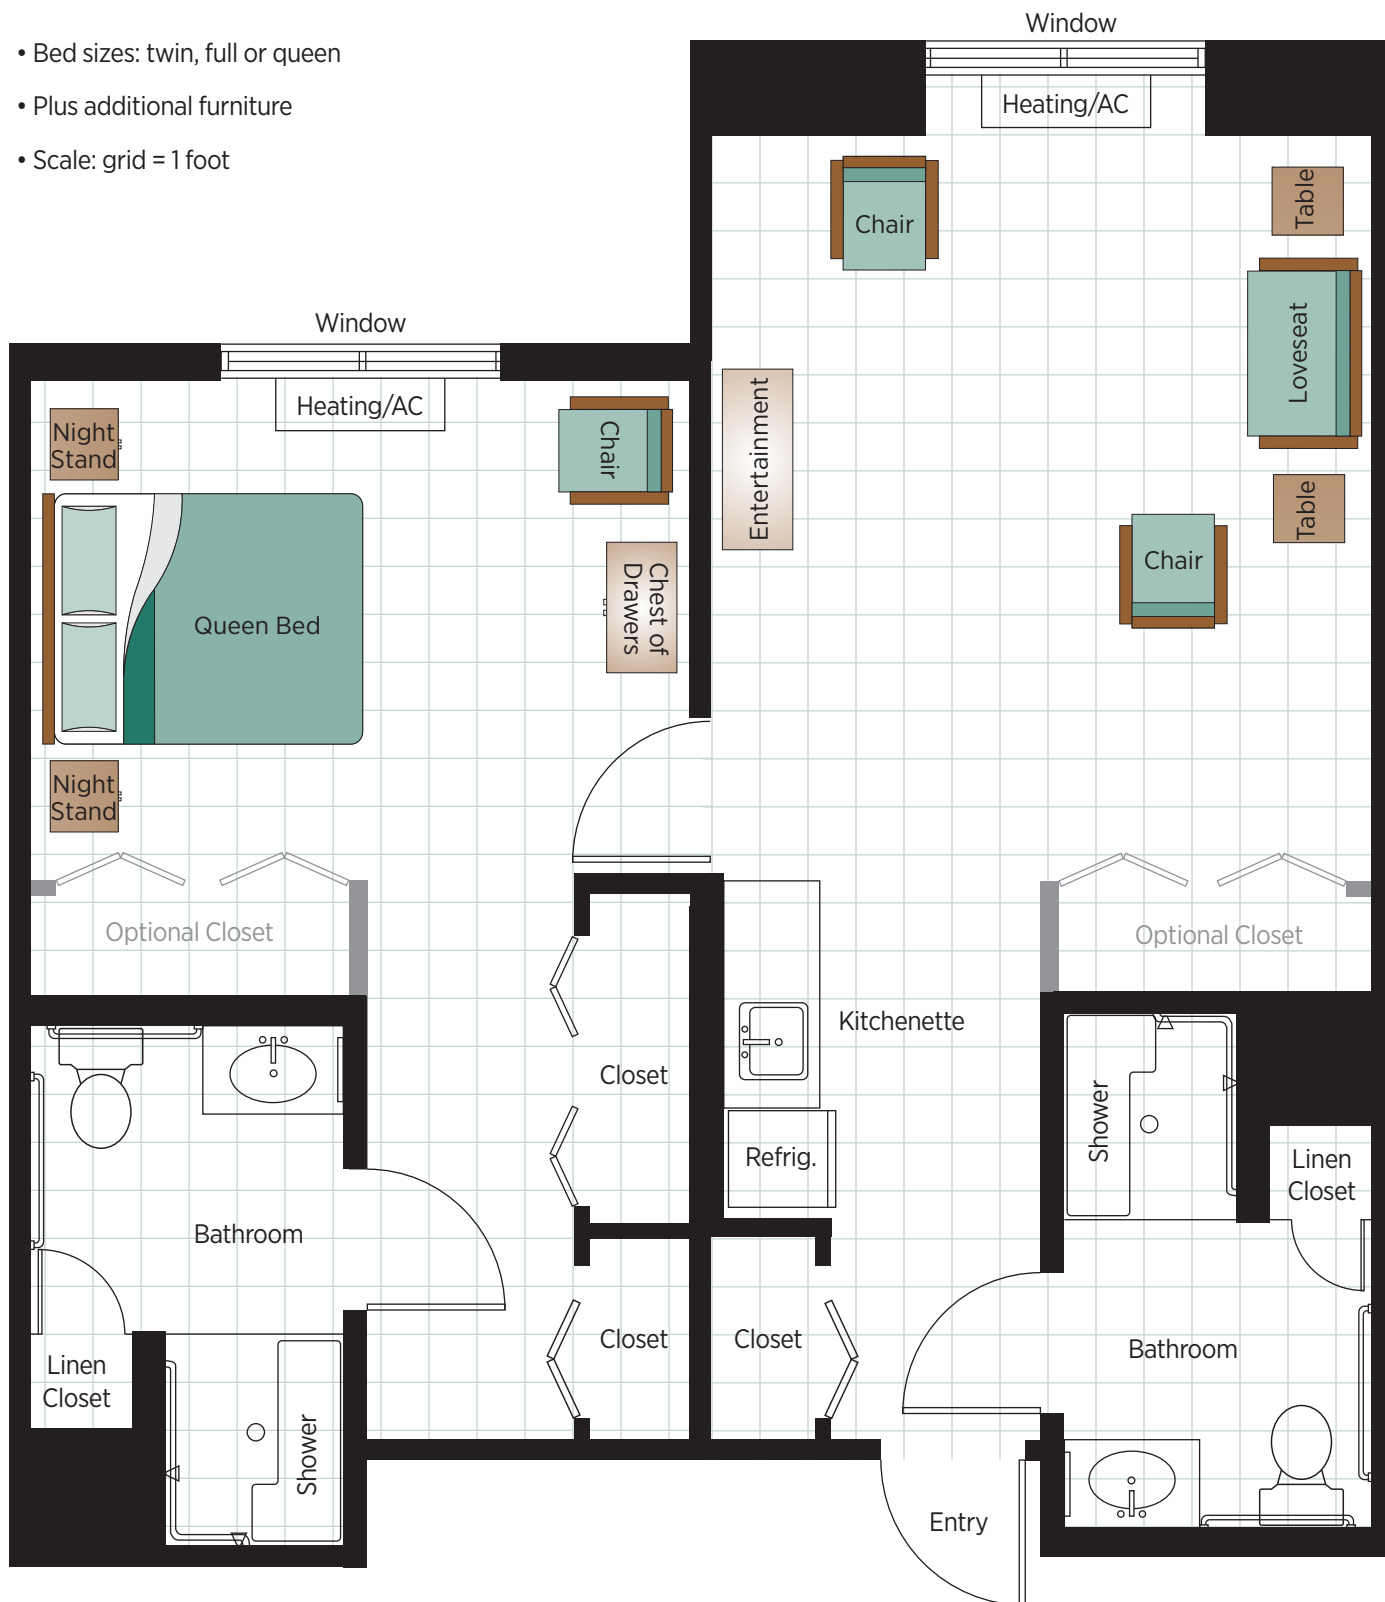 • Bed sizes: twin, full or queen
• Plus additional furniture
• Scale: grid = 1 foot
Window
Heating/AC
Chair
Table
Loveseat
Table
Chair
Entertainment
Window
Heating/AC
Night
Stand
Chair
Queen Bed
Chest of
Drawers
Night
Stand
Optional Closet
Optional Closet
Kitchenette
Closet
Refrig.
Shower
Linen
Closet
Bathroom
Closet
Closet
Bathroom
Linen
Closet
Shower
Entry